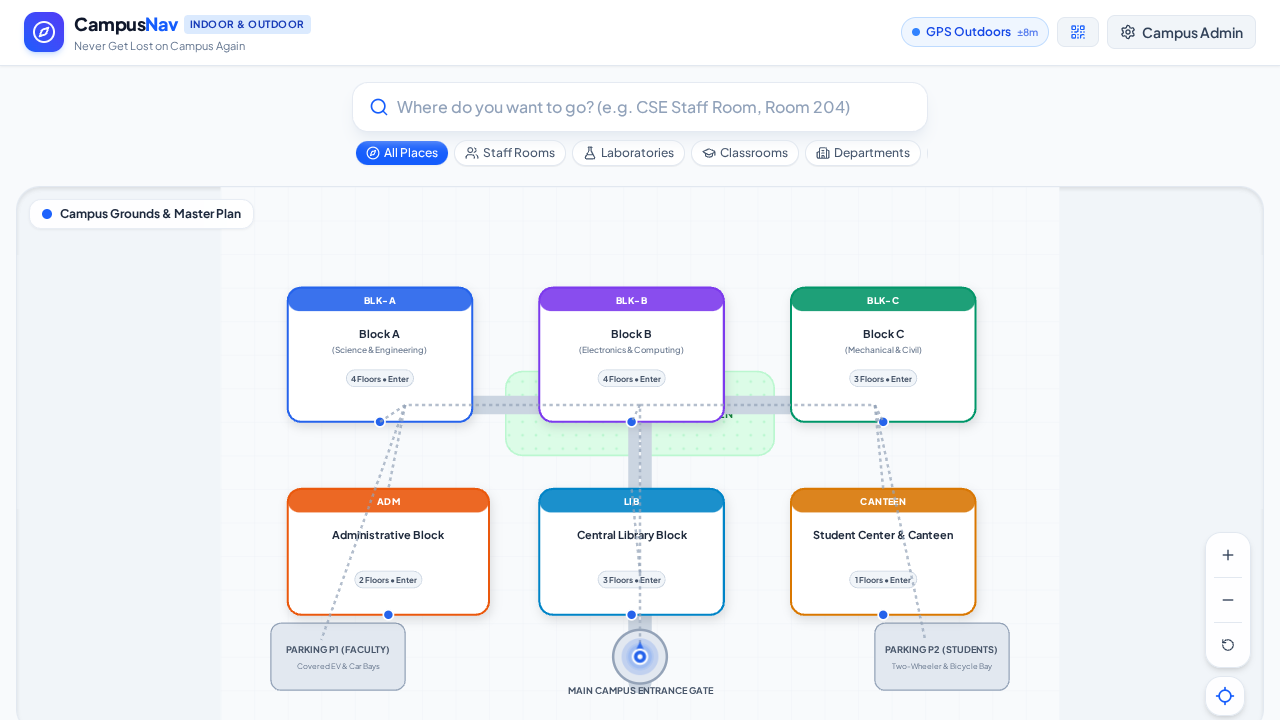 CampusNav INDOOR & OUTDOOR
Never Get Lost on Campus Again
GPS Outdoors ±8m
Campus Admin
Where do you want to go? (e.g. CSE Staff Room, Room 204)
All Places
Staff Rooms
Laboratories
Classrooms
Departments
Campus Grounds & Master Plan
BLK-A
Block A
(Science & Engineering)
4 Floors • Enter
BLK-B
Block B
(Electronics & Computing)
4 Floors • Enter
BLK-C
Block C
(Mechanical & Civil)
3 Floors • Enter
ADM
Administrative Block
2 Floors • Enter
LIB
Central Library Block
3 Floors • Enter
CANTEEN
Student Center & Canteen
1 Floors • Enter
PARKING P1 (FACULTY)
Covered EV & Car Bays
MAIN CAMPUS ENTRANCE GATE
PARKING P2 (STUDENTS)
Two-Wheeler & Bicycle Bay